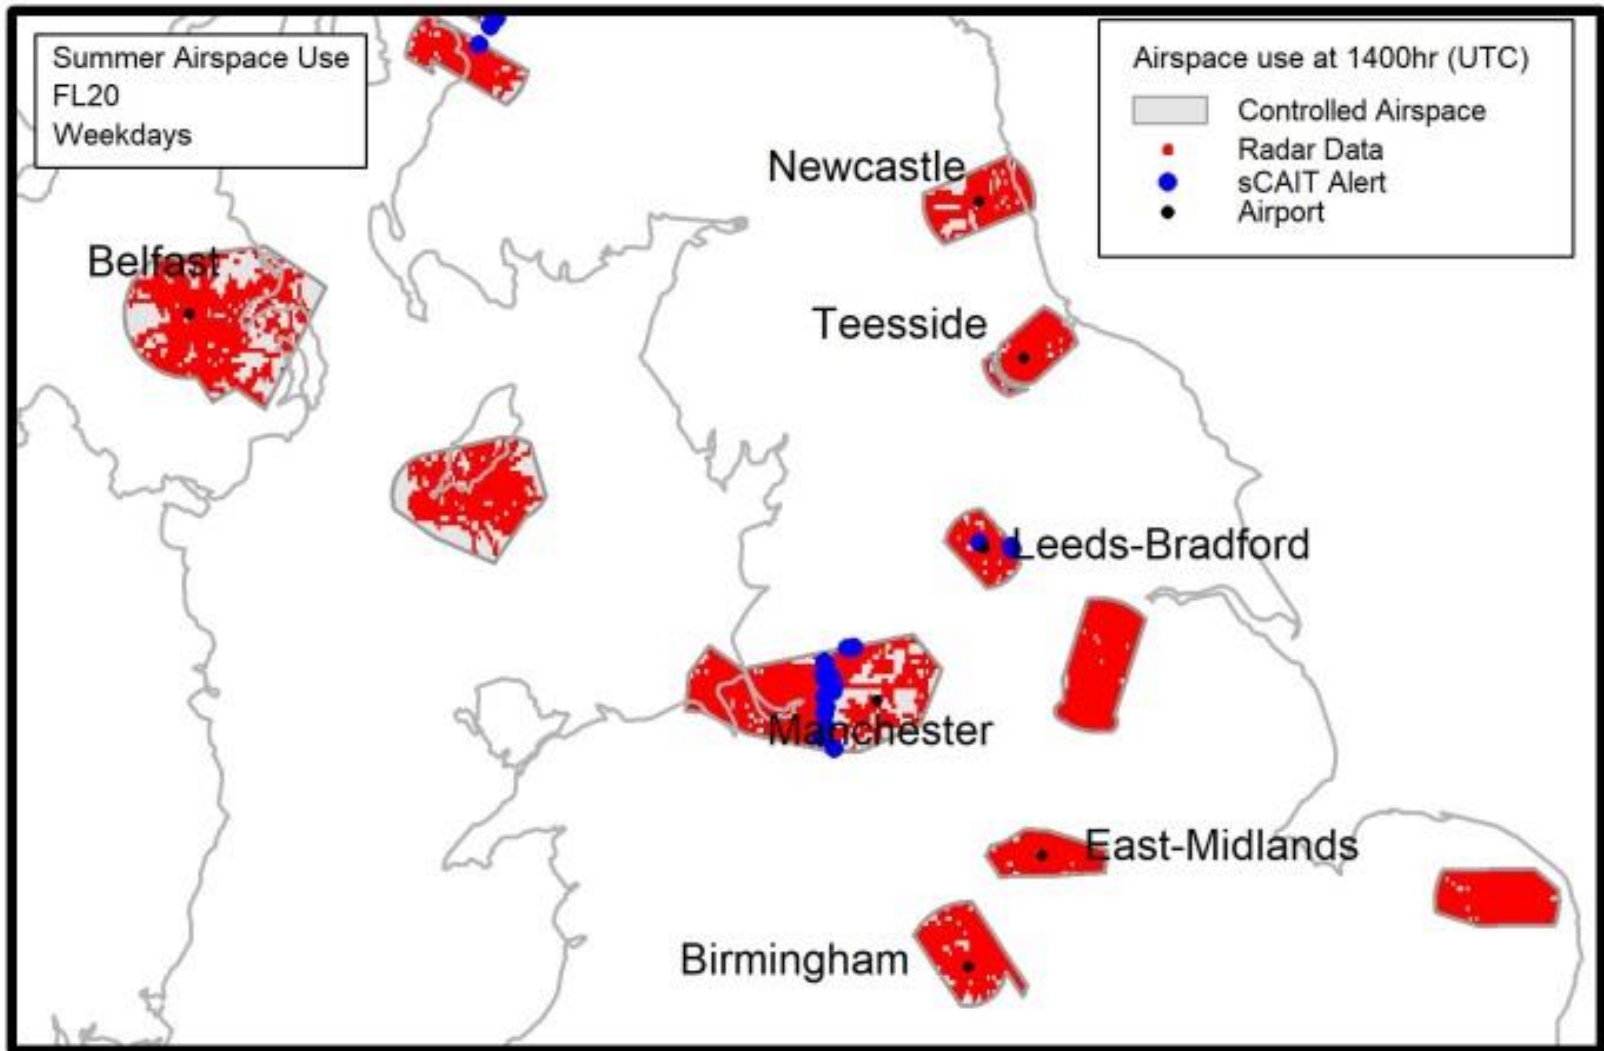 Summer Airspace Use
FL20
Weekdays
Airspace use at 1400hr (UTC)
Controlled Airspace
Radar Data
sCAIT Alert
Airport
Newcastle
Belfast
Teesside
Leeds-Bradford
Manchester
East-Midlands
Birmingham